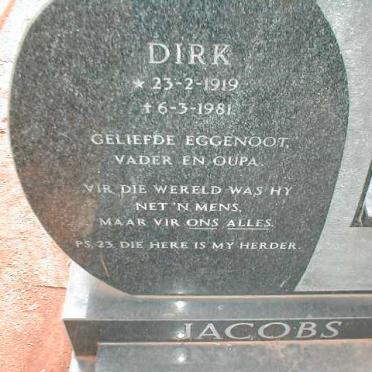 DIRK
★ 23-2-1919
✝ 6-3-1981
GELIEFDE EGGENOOT,
VADER EN OUPA.
VIR DIE WERELD WAS HY
NET 'N MENS,
MAAR VIR ONS ALLES.
PS. 23. DIE HERE IS MY HERDER.
JACOBS